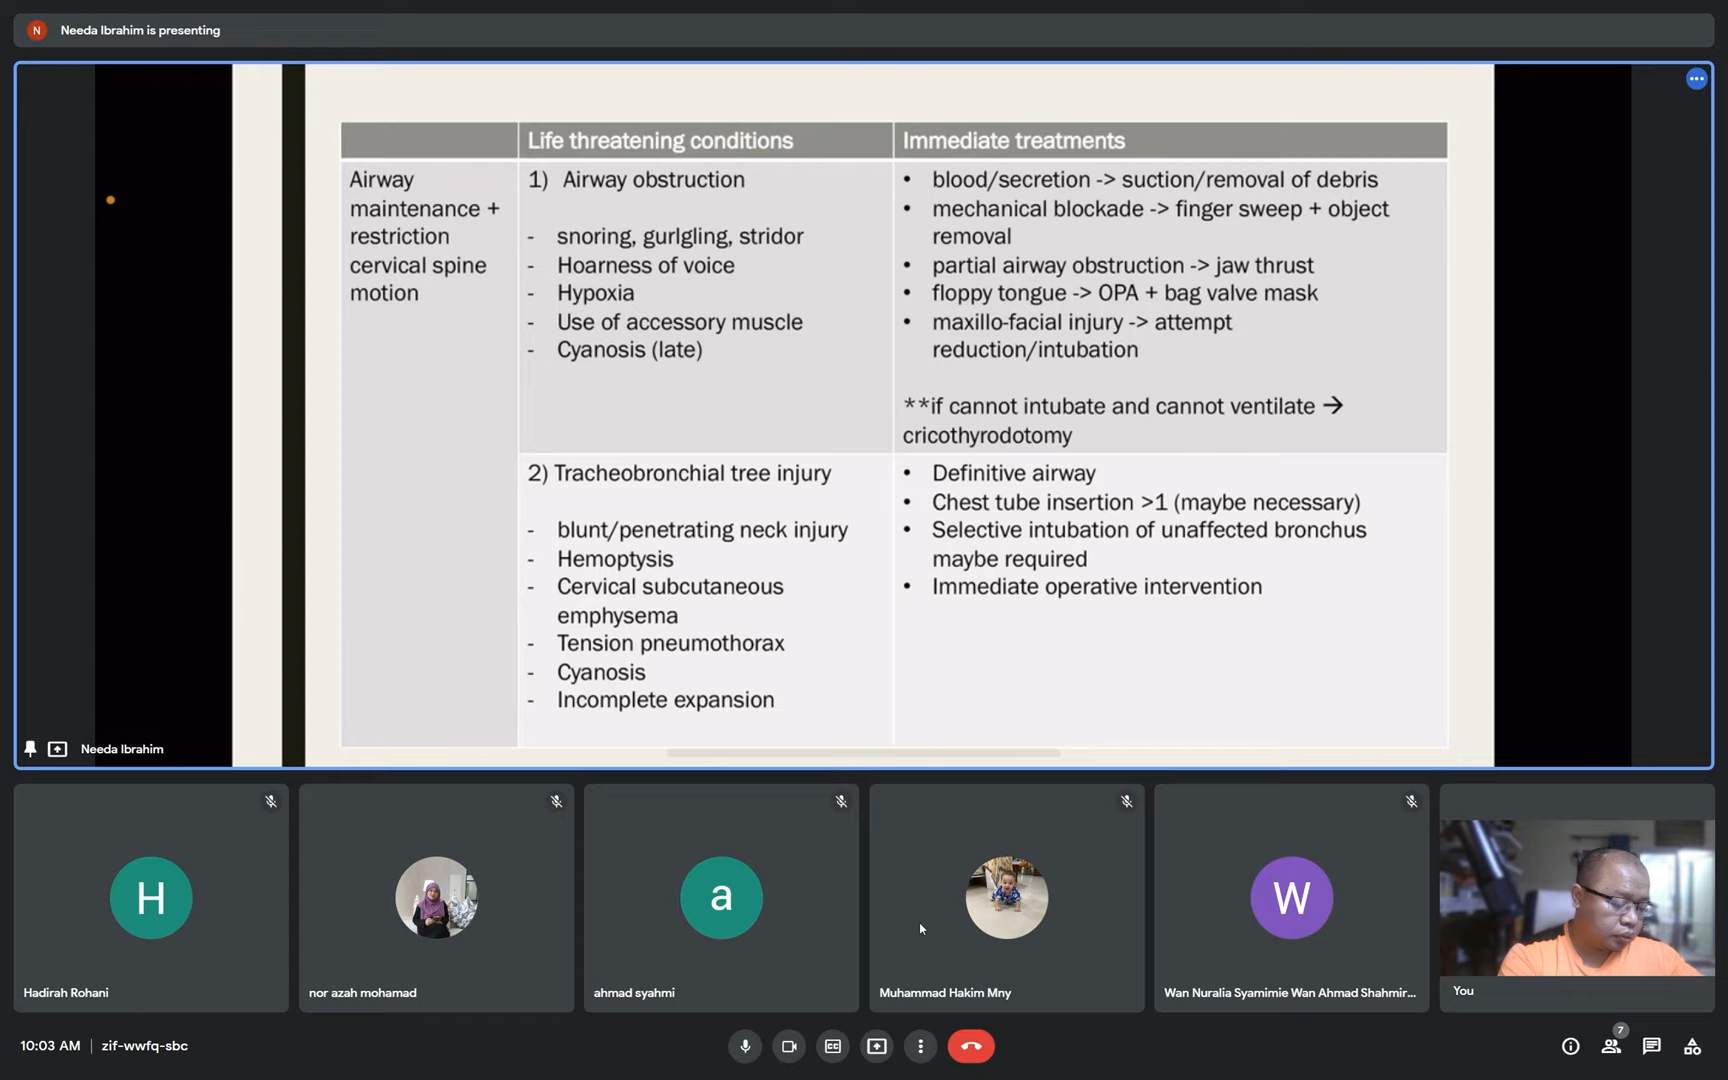 N
Needa Ibrahim is presenting
Life threatening conditions
Immediate treatments
Airway
maintenance +
restriction
cervical spine
motion
1) Airway obstruction
- snoring, gurlgling, stridor
- Hoarness of voice
- Hypoxia
- Use of accessory muscle
- Cyanosis (late)
• blood/secretion -> suction/removal of debris
• mechanical blockade -> finger sweep + object
removal
• partial airway obstruction -> jaw thrust
• floppy tongue -> OPA + bag valve mask
• maxillo-facial injury -> attempt
reduction/intubation
**if cannot intubate and cannot ventilate →
cricothyrodotomy
2) Tracheobronchial tree injury
- blunt/penetrating neck injury
- Hemoptysis
- Cervical subcutaneous
emphysema
- Tension pneumothorax
- Cyanosis
- Incomplete expansion
• Definitive airway
• Chest tube insertion >1 (maybe necessary)
• Selective intubation of unaffected bronchus
maybe required
• Immediate operative intervention
Needa Ibrahim
H
Hadirah Rohani
nor azah mohamad
a
ahmad syahmi
Muhammad Hakim Mny
W
Wan Nuralia Syamimie Wan Ahmad Shahmir...
You
10:03 AM | zif-wwfq-sbc
CC
7